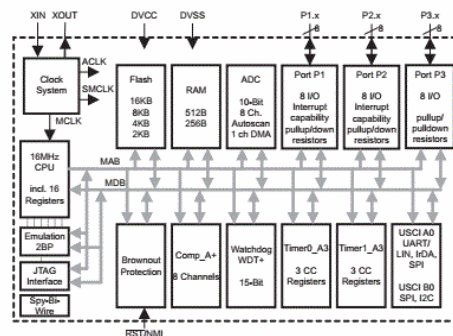 XIN XOUT DVCC DVSS P1.x P2.x P3.x
8 8 8
ACLK
SMCLK
MCLK
Clock
System
Flash
16KB
8KB
4KB
2KB
RAM
512B
256B
ADC
10-Bit
8 Ch.
Autoscan
1 ch DMA
Port P1
8 I/O
Interrupt
capability
pullup/down
resistors
Port P2
8 I/O
Interrupt
capability
pullup/down
resistors
Port P3
8 I/O
pullup/
pulldown
resistors
16MHz
CPU
incl. 16
Registers
MAB
MDB
Emulation
2BP
JTAG
Interface
Spy-Bi-
Wire
Brownout
Protection
Comp_A+
8 Channels
Watchdog
WDT+
15-Bit
Timer0_A3
3 CC
Registers
Timer1_A3
3 CC
Registers
USCI A0
UART/
LIN, IrDA,
SPI
USCI B0
SPI, I2C
RST/NMI